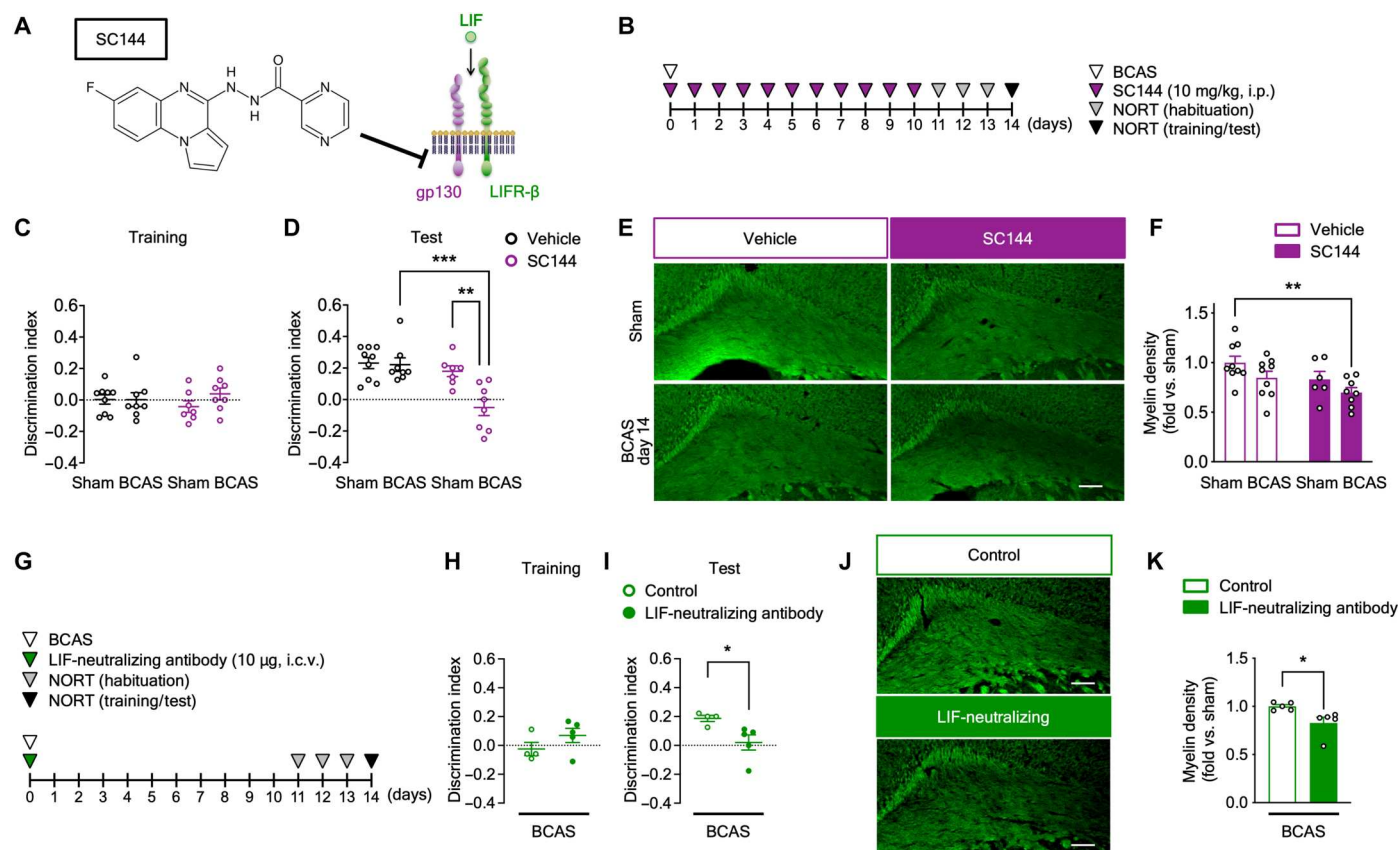 A
SC144
F
N
N
H
N
NH
O
N
N
LIF
gp130
LIFR-β
B
BCAS
SC144 (10 mg/kg, i.p.)
NORT (habituation)
NORT (training/test)
0 1 2 3 4 5 6 7 8 9 10 11 12 13 14 (days)
C
Training
Discrimination index
0.6
0.4
0.2
0.0
−0.2
−0.4
Sham BCAS Sham BCAS
D
Test
Vehicle
SC144
***
**
Discrimination index
0.6
0.4
0.2
0.0
−0.2
−0.4
Sham BCAS Sham BCAS
E
Vehicle
SC144
Sham
BCAS
day 14
F
Vehicle
SC144
**
Myelin density
(fold vs. sham)
1.5
1.0
0.5
0.0
Sham BCAS Sham BCAS
G
BCAS
LIF-neutralizing antibody (10 µg, i.c.v.)
NORT (habituation)
NORT (training/test)
0 1 2 3 4 5 6 7 8 9 10 11 12 13 14 (days)
H
Training
Discrimination index
0.6
0.4
0.2
0.0
−0.2
−0.4
BCAS
I
Test
Control
LIF-neutralizing antibody
*
Discrimination index
0.6
0.4
0.2
0.0
−0.2
−0.4
BCAS
J
Control
LIF-neutralizing
K
Control
LIF-neutralizing antibody
*
Myelin density
(fold vs. sham)
1.5
1.0
0.5
0.0
BCAS